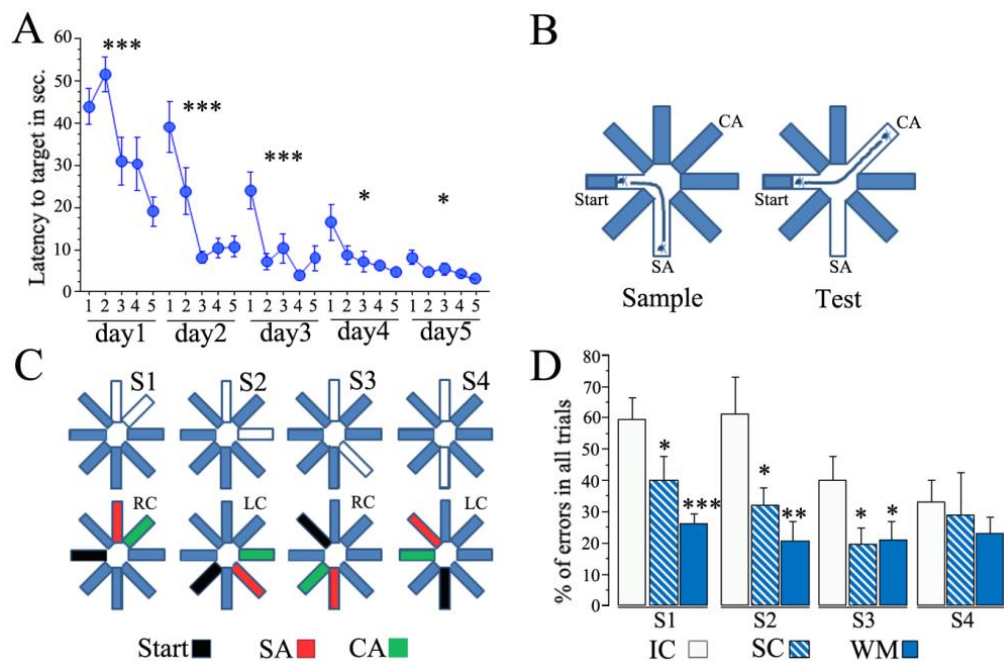 A
Latency to target in sec.
60
50
40
30
20
10
0
***
***
***
*
*
1 2 3 4 5 1 2 3 4 5 1 2 3 4 5 1 2 3 4 5 1 2 3 4 5
day1 day2 day3 day4 day5
B
CA CA
Start Start
SA SA
Sample Test
C
S1 S2 S3 S4
RC LC RC LC
Start SA CA
D
% of errors in all trials
80
70
60
50
40
30
20
10
0
* *** * ** * *
S1 S2 S3 S4
IC SC WM